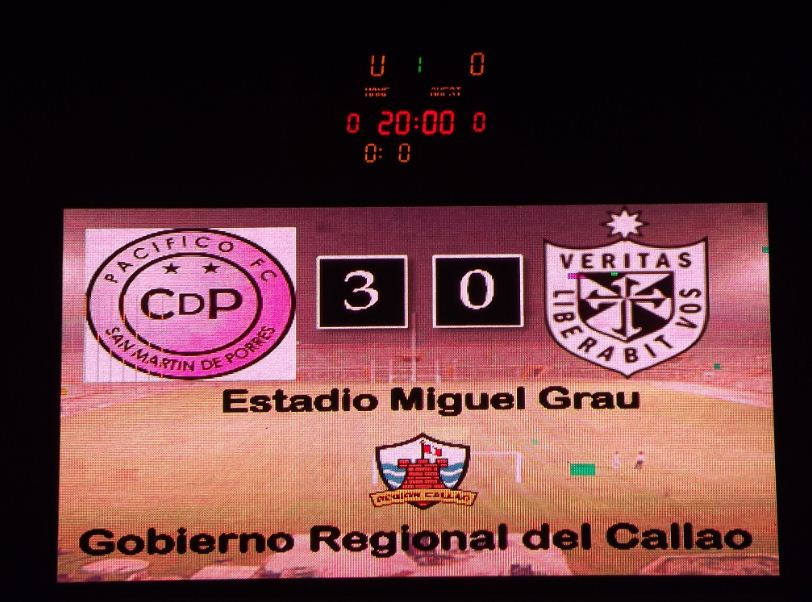 0 1 0
HOME GUEST
0 20:00 0
0: 0
PACIFICO FC
CDP
SAN MARTIN DE PORRES
3 0
VERITAS
LIBERABIT VOS
Estadio Miguel Grau
REGION CALLAO
Gobierno Regional del Callao